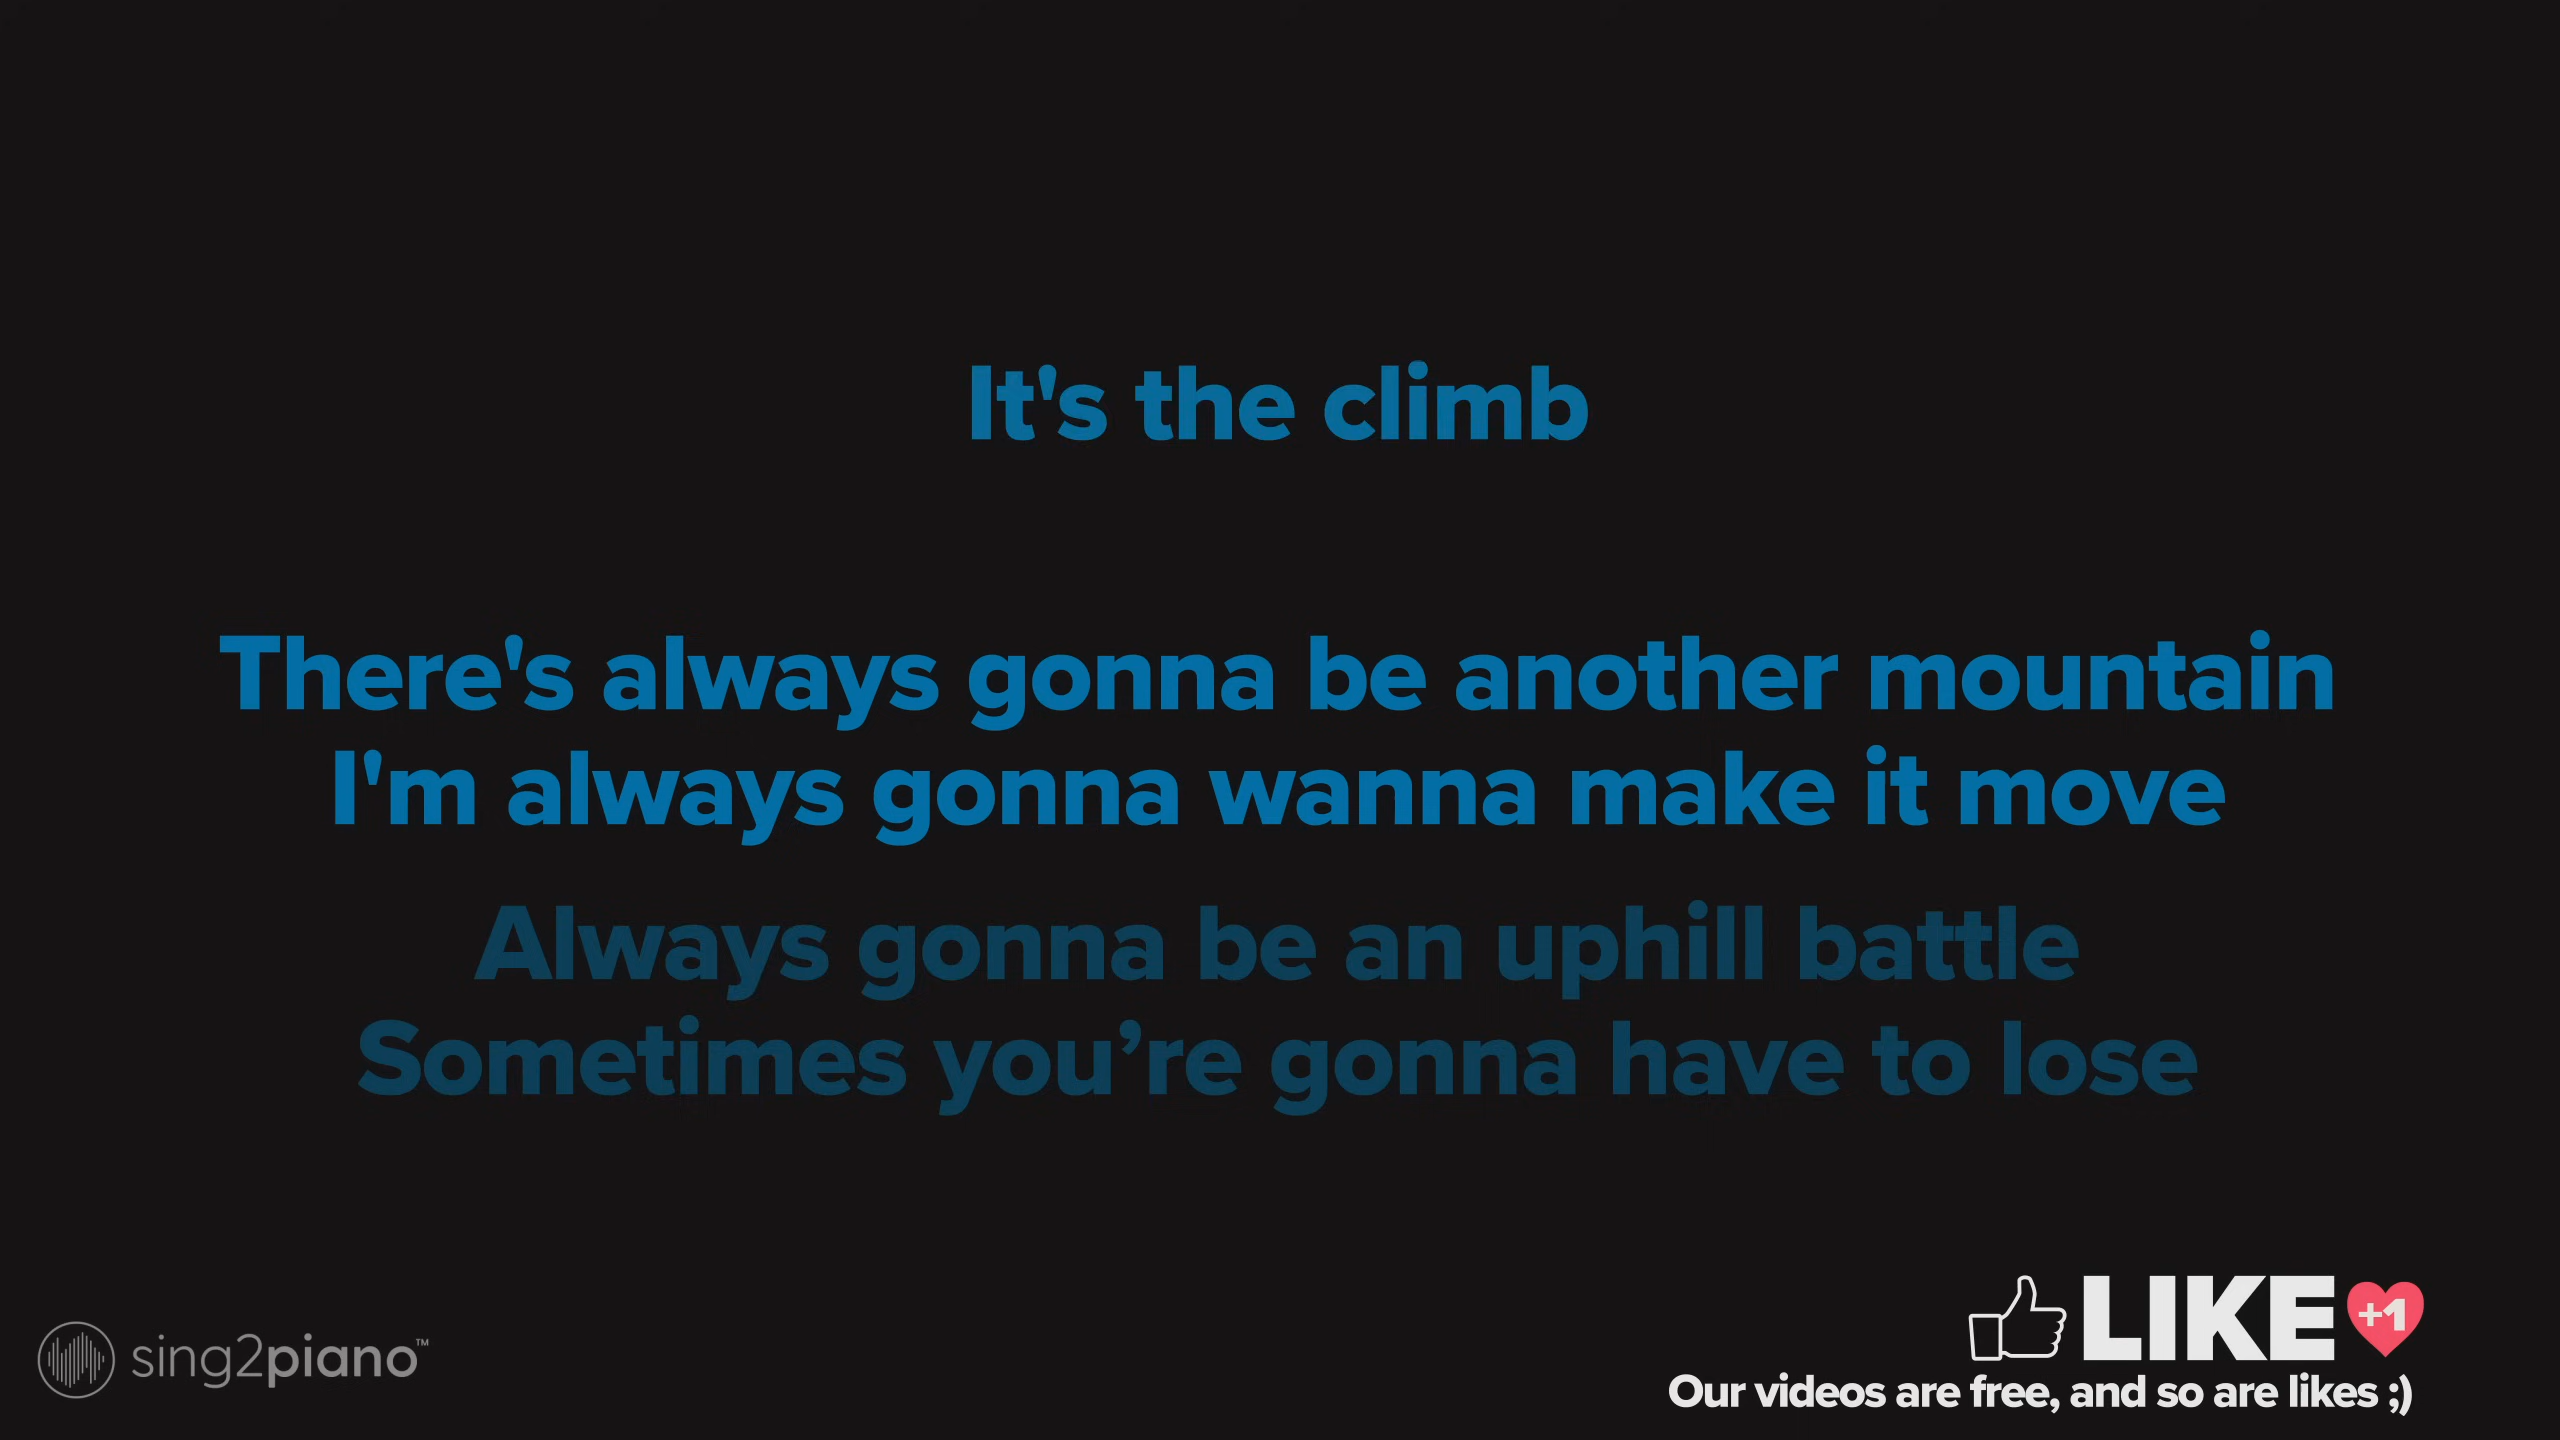 It's the climb
There's always gonna be another mountain
I'm always gonna wanna make it move
Always gonna be an uphill battle
Sometimes you’re gonna have to lose
sing2piano™
LIKE +1
Our videos are free, and so are likes ;)